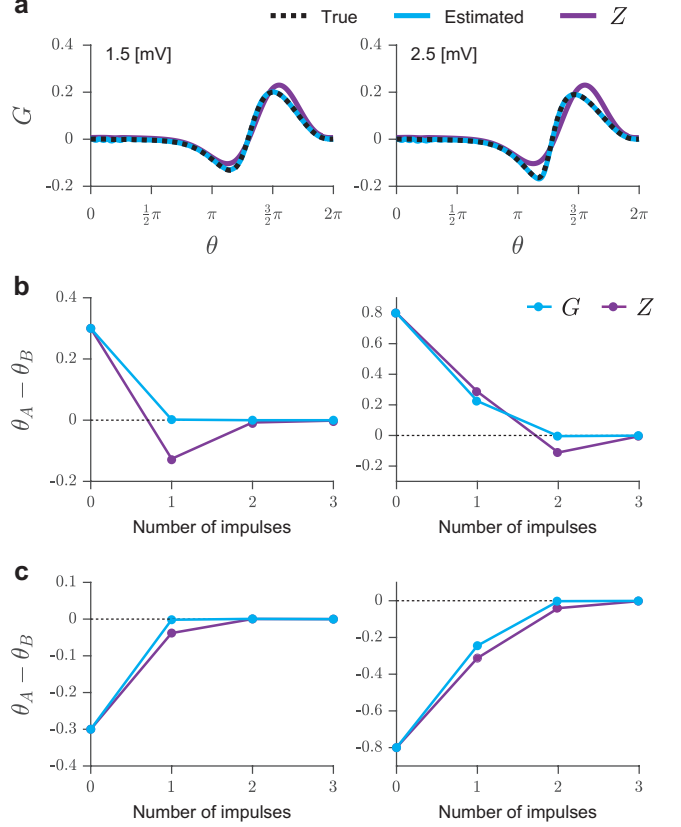 a
True Estimated Z
1.5 [mV] 2.5 [mV]
G
0.4
0.2
0
-0.2
0 ½π π 3/2π 2π
θ
0.4
0.2
0
-0.2
0 ½π π 3/2π 2π
θ
b
θA − θB
0.4
0.2
0
-0.2
0 1 2 3
Number of impulses
G Z
0.8
0.6
0.4
0.2
0
-0.2
0 1 2 3
Number of impulses
c
θA − θB
0.1
0
-0.1
-0.2
-0.3
-0.4
0 1 2 3
Number of impulses
0
-0.2
-0.4
-0.6
-0.8
0 1 2 3
Number of impulses